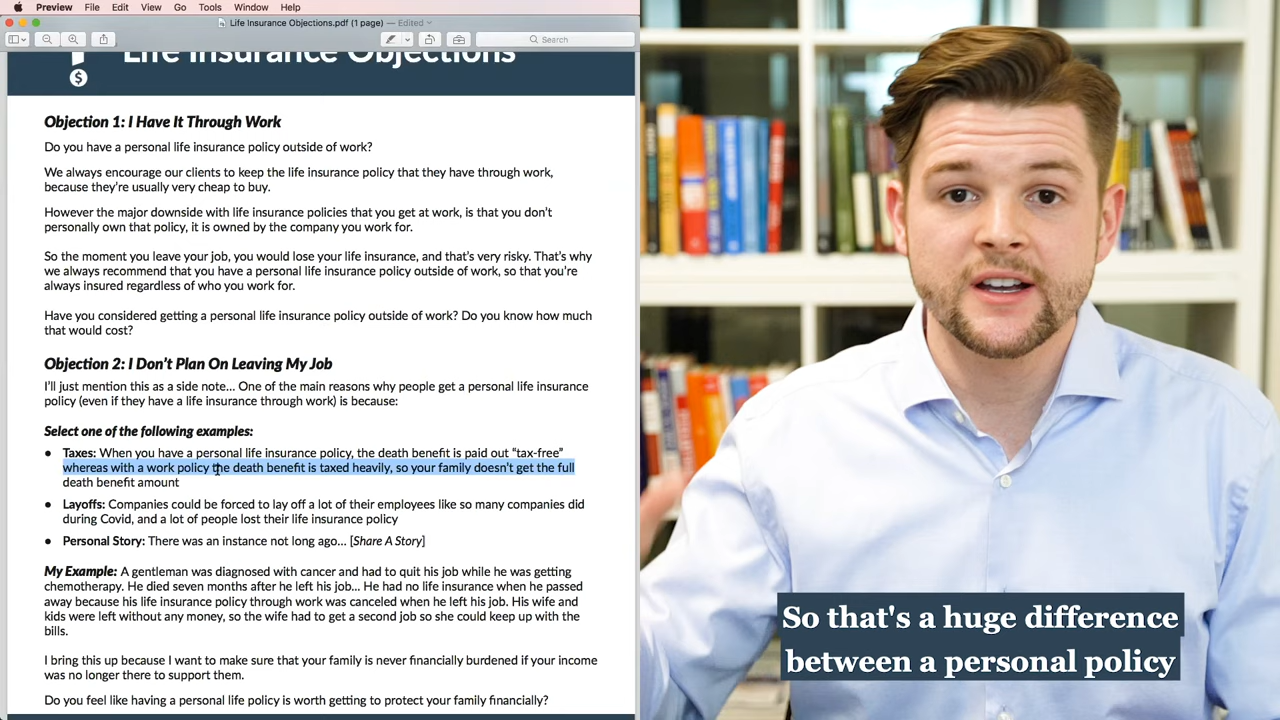 Preview File Edit View Go Tools Window Help
Life Insurance Objections.pdf (1 page) — Edited
Search
Life Insurance Objections
$
Objection 1: I Have It Through Work
Do you have a personal life insurance policy outside of work?
We always encourage our clients to keep the life insurance policy that they have through work,
because they're usually very cheap to buy.
However the major downside with life insurance policies that you get at work, is that you don't
personally own that policy, it is owned by the company you work for.
So the moment you leave your job, you would lose your life insurance, and that's very risky. That's why
we always recommend that you have a personal life insurance policy outside of work, so that you're
always insured regardless of who you work for.
Have you considered getting a personal life insurance policy outside of work? Do you know how much
that would cost?
Objection 2: I Don't Plan On Leaving My Job
I'll just mention this as a side note... One of the main reasons why people get a personal life insurance
policy (even if they have a life insurance through work) is because:
Select one of the following examples:
● Taxes: When you have a personal life insurance policy, the death benefit is paid out “tax-free”
whereas with a work policy the death benefit is taxed heavily, so your family doesn't get the full
death benefit amount
● Layoffs: Companies could be forced to lay off a lot of their employees like so many companies did
during Covid, and a lot of people lost their life insurance policy
● Personal Story: There was an instance not long ago... [Share A Story]
My Example: A gentleman was diagnosed with cancer and had to quit his job while he was getting
chemotherapy. He died seven months after he left his job... He had no life insurance when he passed
away because his life insurance policy through work was canceled when he left his job. His wife and
kids were left without any money, so the wife had to get a second job so she could keep up with the
bills.
I bring this up because I want to make sure that your family is never financially burdened if your income
was no longer there to support them.
Do you feel like having a personal life policy is worth getting to protect your family financially?
So that's a huge difference
between a personal policy